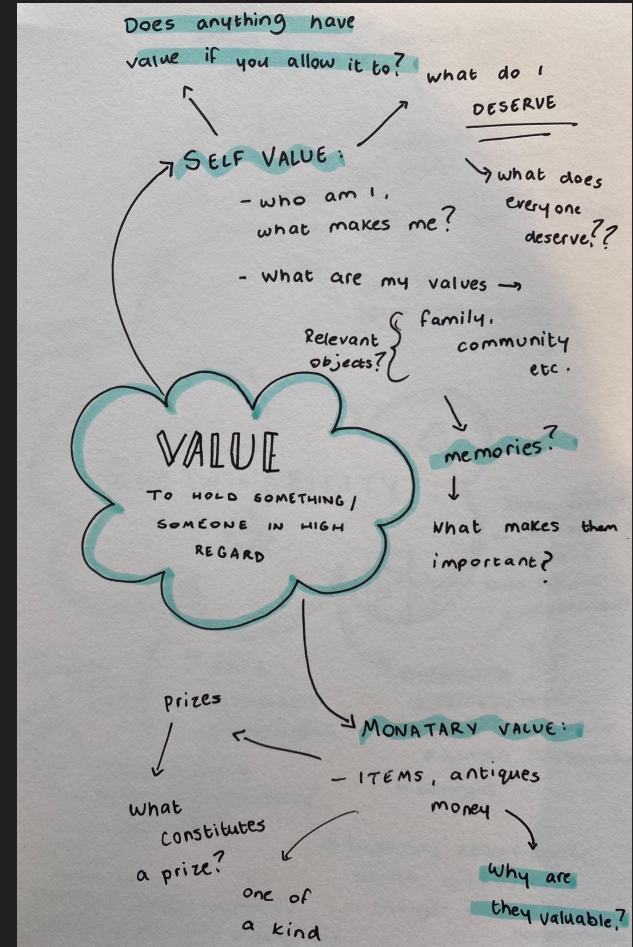 Does anything have
value if you allow it to?
what do I
DESERVE
what does
everyone
deserve??
SELF VALUE:
- who am I,
what makes me?
- what are my values →
Relevant
objects?
family,
community
etc.
memories?
what makes them
important?
VALUE
TO HOLD SOMETHING/
SOMEONE IN HIGH
REGARD
MONATARY VALUE:
- ITEMS, antiques
money
prizes
what
constitutes
a prize?
one of
a kind
Why are
they valuable?